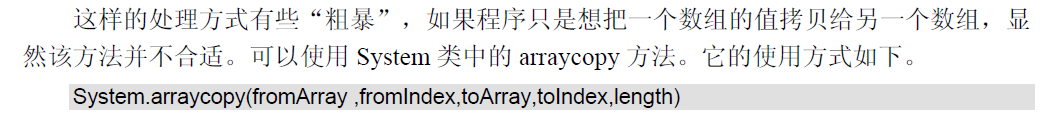 这样的处理方式有些“粗暴”，如果程序只是想把一个数组的值拷贝给另一个数组，显
然该方法并不合适。可以使用 System 类中的 arraycopy 方法。它的使用方式如下。
System.arraycopy(fromArray ,fromIndex,toArray,toIndex,length)